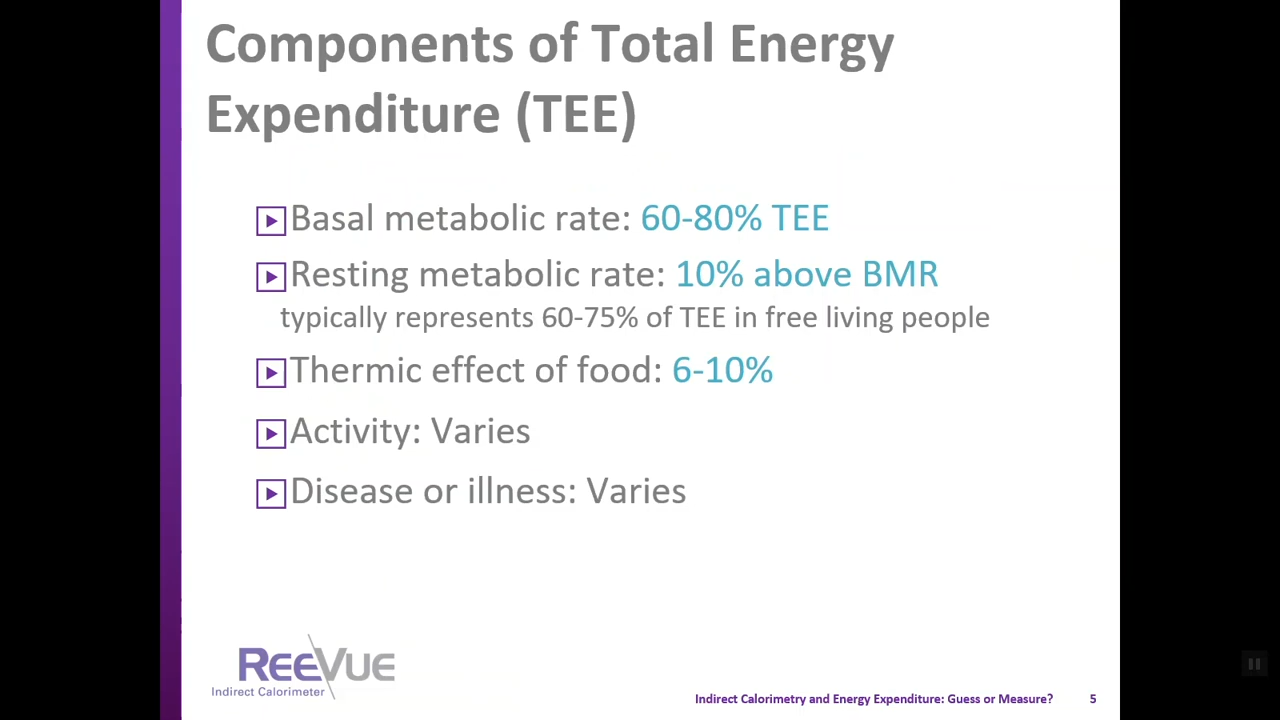 Components of Total Energy
Expenditure (TEE)
Basal metabolic rate: 60-80% TEE
Resting metabolic rate: 10% above BMR
typically represents 60-75% of TEE in free living people
Thermic effect of food: 6-10%
Activity: Varies
Disease or illness: Varies
REEVUE
Indirect Calorimeter
Indirect Calorimetry and Energy Expenditure: Guess or Measure? 5